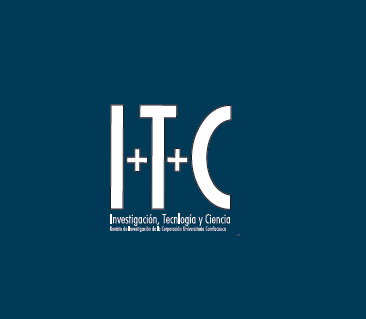 I+T+C
Investigación, Tecnlogía y Ciencia
Revista de Investigación de la Corporación Universitaria Comfacauca